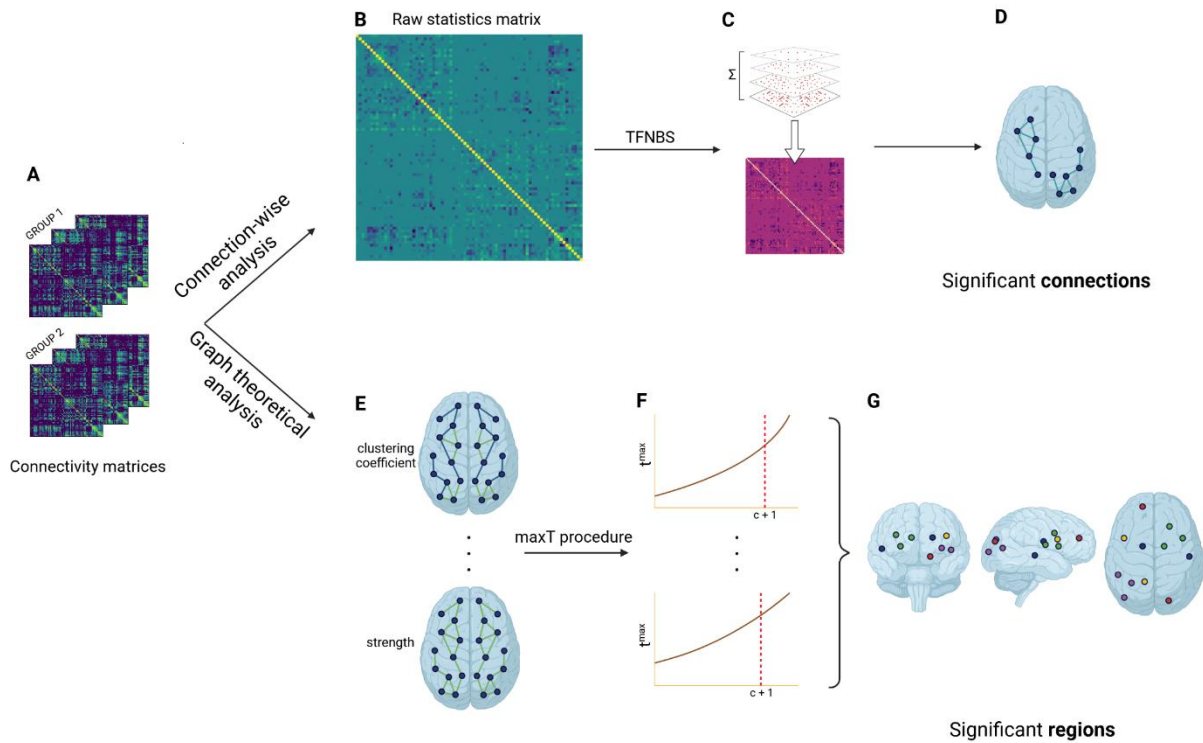 A
GROUP 1
GROUP 2
Connectivity matrices
Connection-wise
analysis
Graph theoretical
analysis
B
Raw statistics matrix
TFNBS
C
Σ
D
Significant connections
E
clustering
coefficient
strength
maxT procedure
F
tmax
c + 1
tmax
c + 1
G
Significant regions